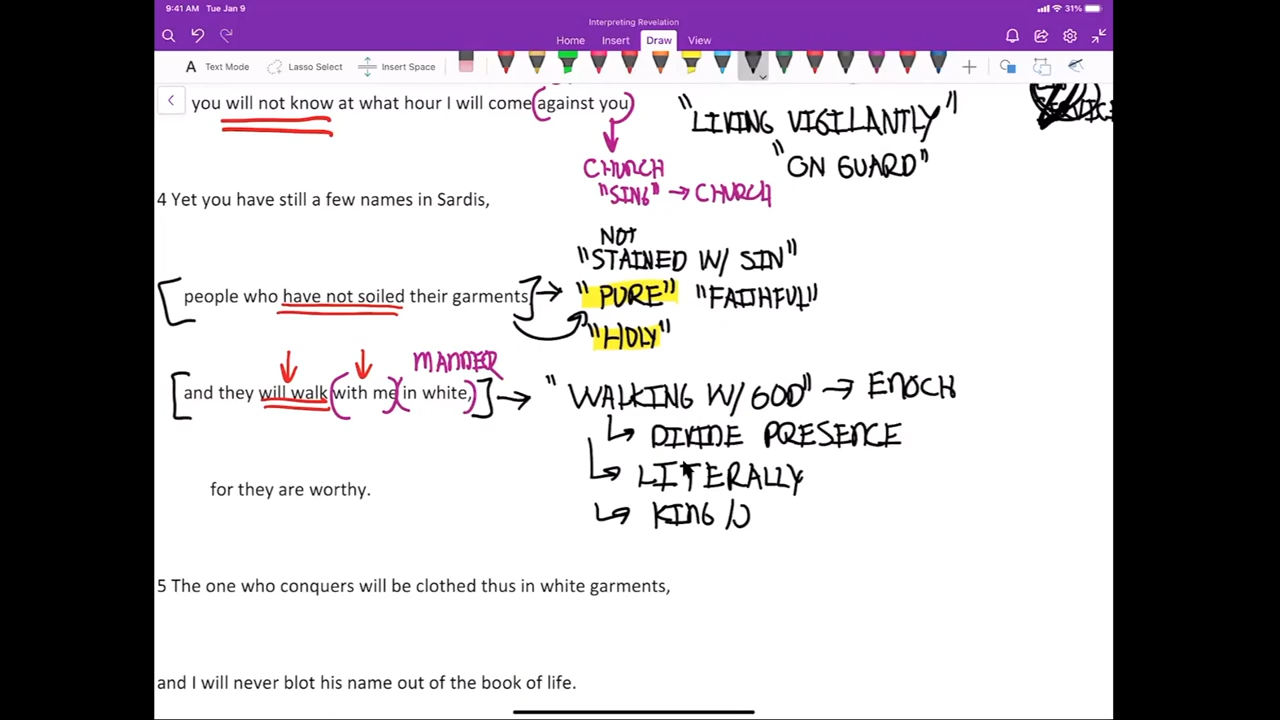 9:41 AM Tue Jan 9
31%
Interpreting Revelation
Home Insert Draw View
Text Mode Lasso Select Insert Space
you will not know at what hour I will come against you
"LIVING VIGILANTLY"
"ON GUARD"
CHURCH
"SING" → CHURCH
4 Yet you have still a few names in Sardis,
NOT
"STAINED W/ SIN"
[people who have not soiled their garments] → "PURE" "FAITHFUL"
"HOLY"
MANNER
[and they will walk (with me) (in white,)] → "WALKING W/ GOD" → ENOCH
↳ DIVINE PRESENCE
↳ LITERALLY
for they are worthy.
↳ KING /
5 The one who conquers will be clothed thus in white garments,
and I will never blot his name out of the book of life.